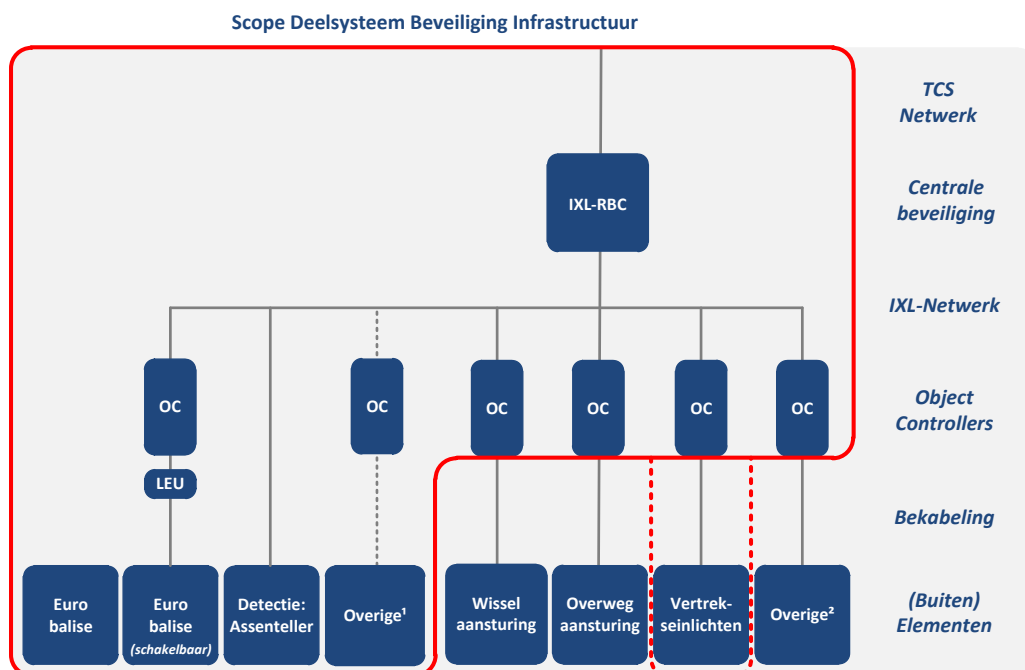 Scope Deelsysteem Beveiliging Infrastructuur
TCS
Netwerk
IXL-RBC
Centrale
beveiliging
IXL-Netwerk
OC
OC
OC
OC
OC
OC
Object
Controllers
LEU
Bekabeling
Euro
balise
Euro
balise
(schakelbaar)
Detectie:
Assenteller
Overige¹
Wissel
aansturing
Overweg
aansturing
Vertrek-
seinlichten
Overige²
(Buiten)
Elementen